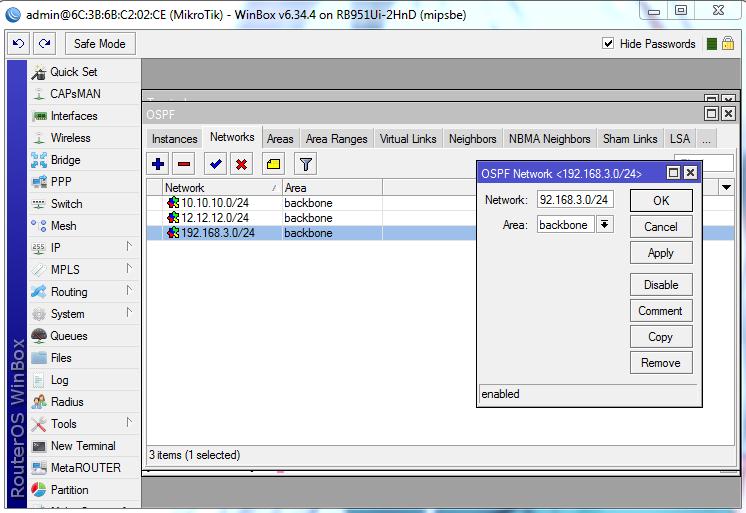 admin@6C:3B:6B:C2:02:CE (MikroTik) - WinBox v6.34.4 on RB951Ui-2HnD (mipsbe)
Safe Mode
Hide Passwords
RouterOS WinBox
Quick Set
CAPsMAN
Interfaces
Wireless
Bridge
PPP
Switch
Mesh
IP
MPLS
Routing
System
Queues
Files
Log
Radius
Tools
New Terminal
MetaROUTER
Partition
OSPF
Instances Networks Areas Area Ranges Virtual Links Neighbors NBMA Neighbors Sham Links LSA ...
Network Area
10.10.10.0/24 backbone
12.12.12.0/24 backbone
192.168.3.0/24 backbone
3 items (1 selected)
OSPF Network <192.168.3.0/24>
Network: 92.168.3.0/24
Area: backbone
OK
Cancel
Apply
Disable
Comment
Copy
Remove
enabled